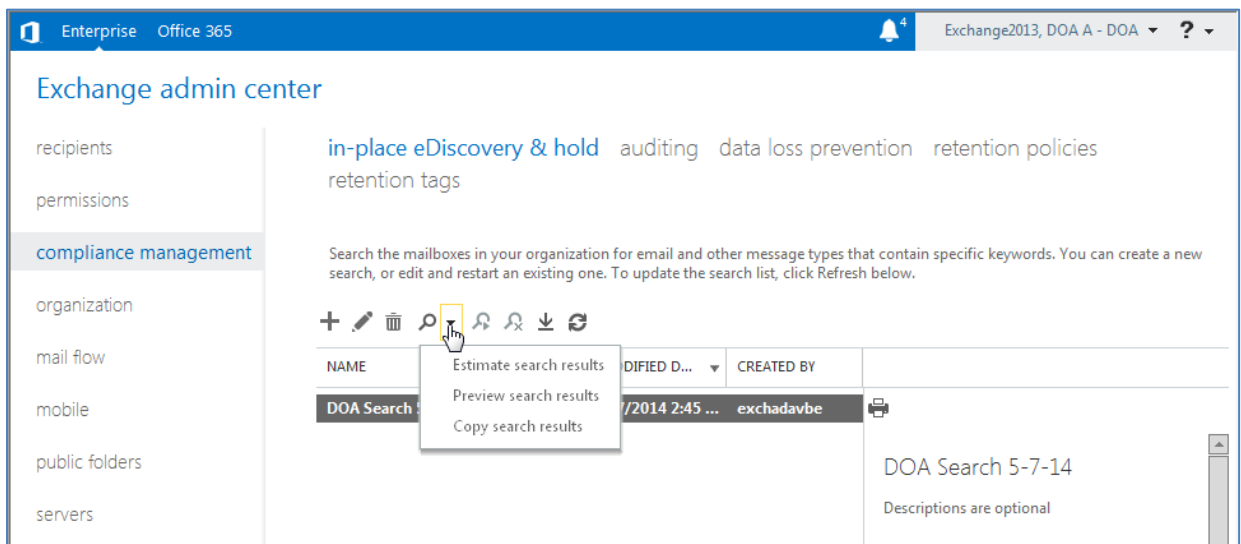 Enterprise Office 365
4
Exchange2013, DOA A - DOA
?
Exchange admin center
recipients
permissions
compliance management
organization
mail flow
mobile
public folders
servers
in-place eDiscovery & hold auditing data loss prevention retention policies
retention tags
Search the mailboxes in your organization for email and other message types that contain specific keywords. You can create a new
search, or edit and restart an existing one. To update the search list, click Refresh below.
Estimate search results
Preview search results
Copy search results
NAME DIFIED D... CREATED BY
DOA Search /2014 2:45 ... exchadavbe
DOA Search 5-7-14
Descriptions are optional